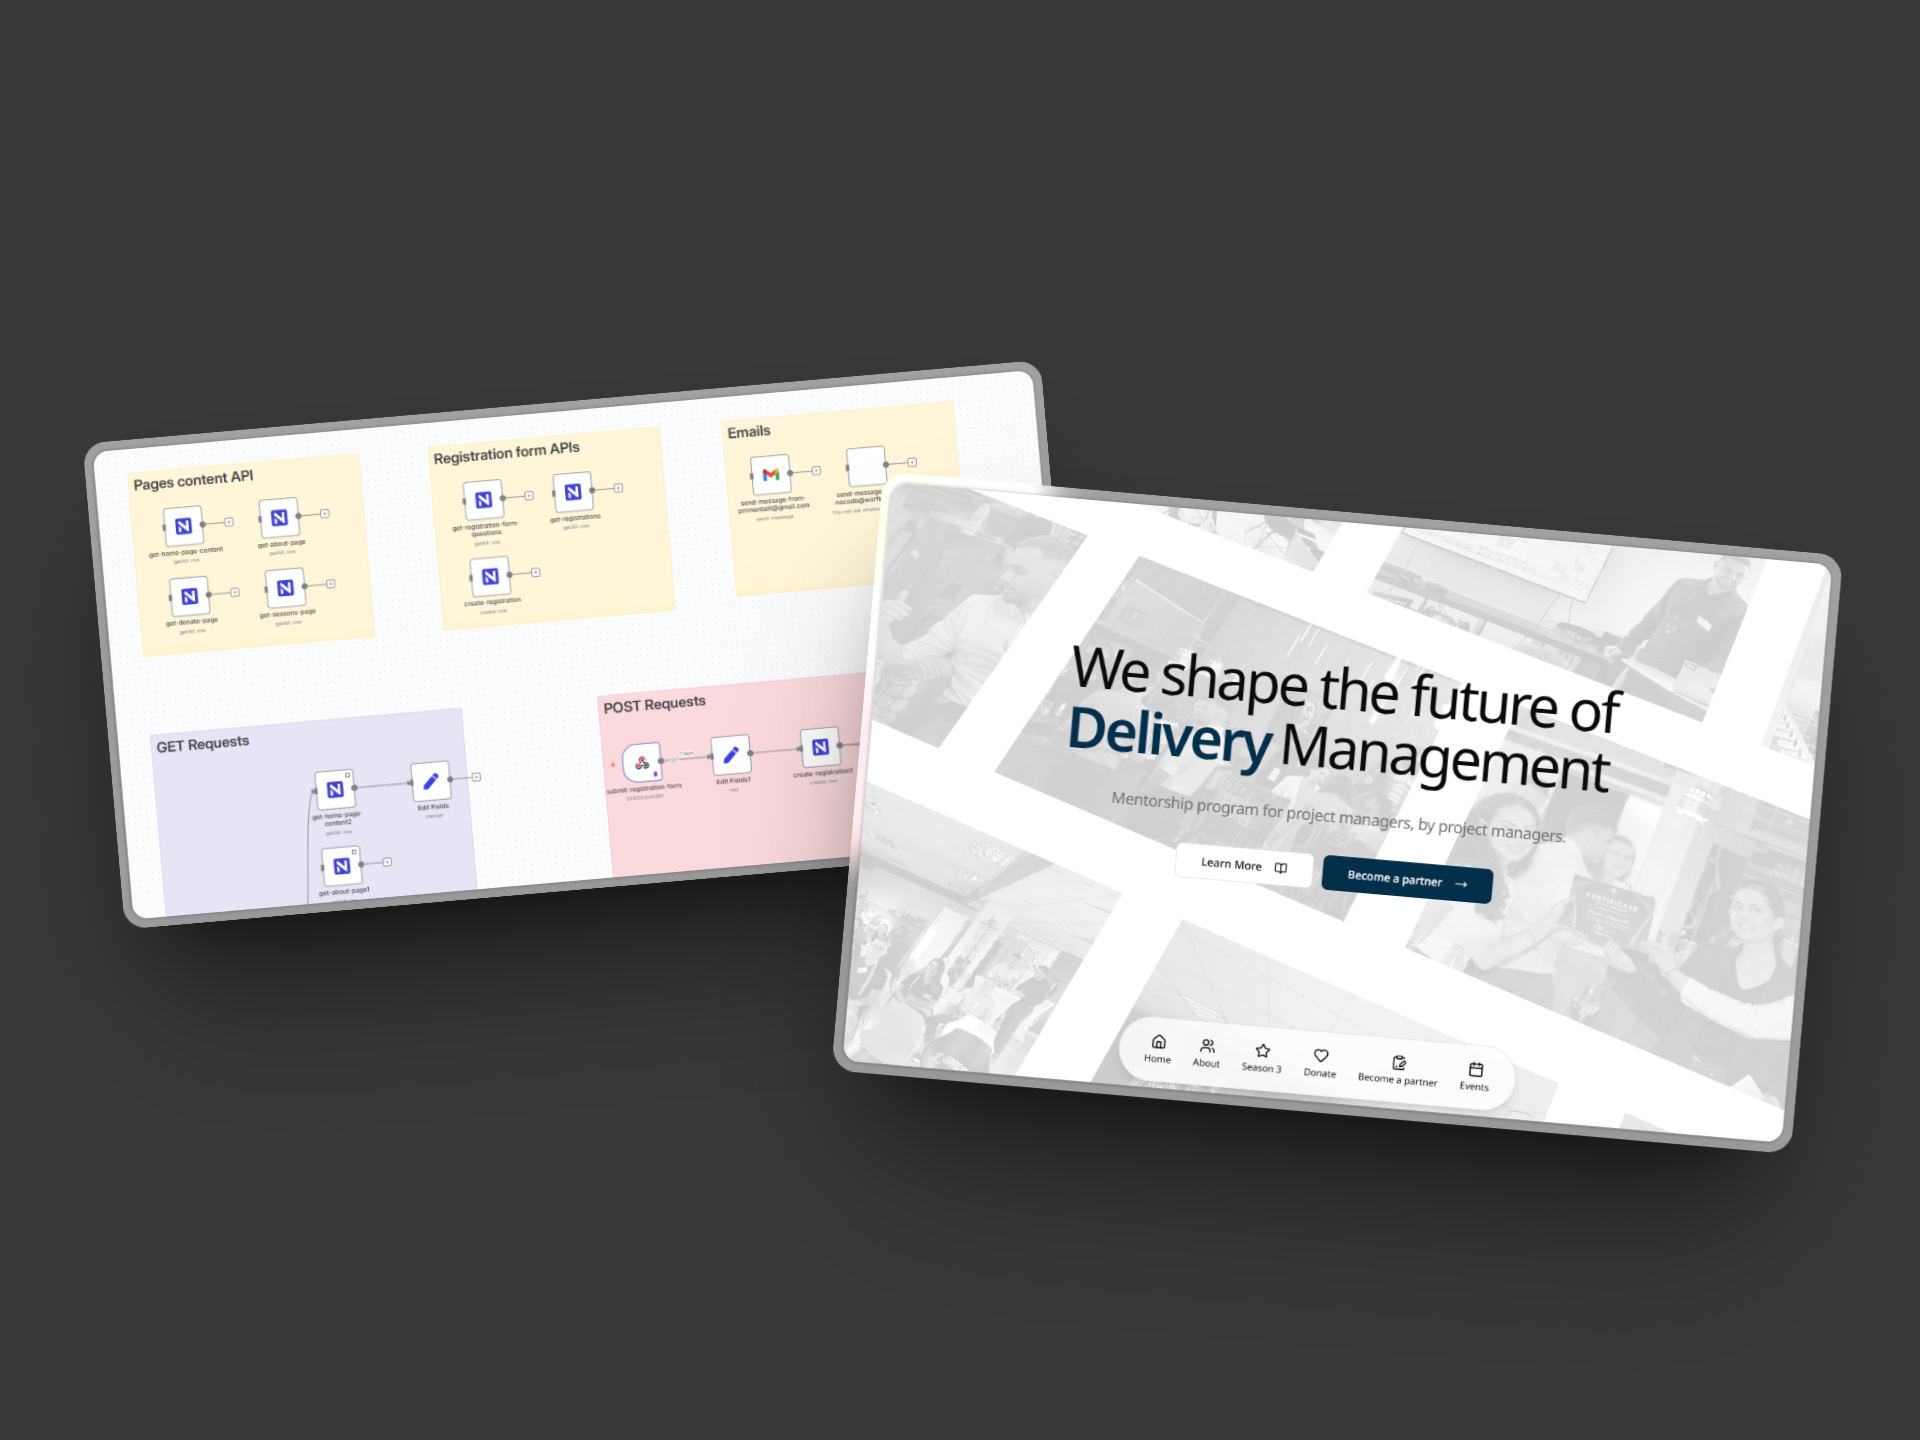 Pages content API
get-home-page-content
getAll: row
get-about-page
getAll: row
get-donate-page
getAll: row
get-seasons-page
getAll: row
Registration form APIs
get-registration-form-
questions
getAll: row
get-registrations
getAll: row
create-registration
create: row
Emails
send-message-from-
pmmentalit@gmail.com
send: message
send-message
You can set
GET Requests
get-home-page-
content2
getAll: row
Edit Fields
manual
get-about-page1
POST Requests
submit-registration-form
Edit Fields1
raw
create-registration1
create: row
We shape the future of
Delivery Management
Mentorship program for project managers, by project managers.
Learn More
Become a partner →
CERTIFICATE
Home
About
Season 3
Donate
Become a partner
Events